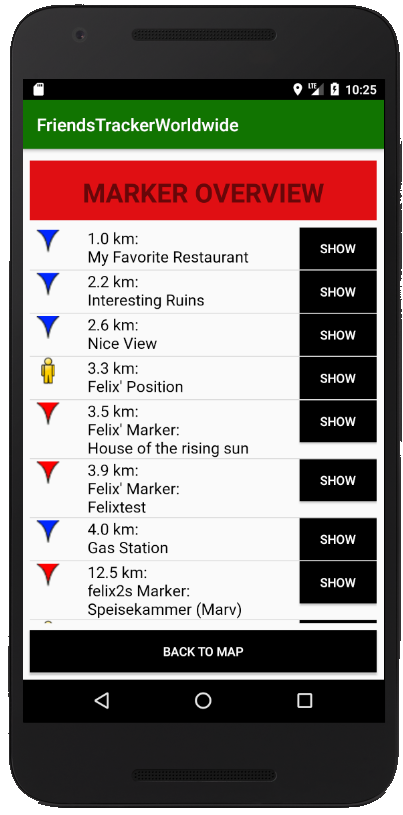 LTE 10:25
FriendsTrackerWorldwide
MARKER OVERVIEW
1.0 km:
My Favorite Restaurant
SHOW
2.2 km:
Interesting Ruins
SHOW
2.6 km:
Nice View
SHOW
3.3 km:
Felix' Position
SHOW
3.5 km:
Felix' Marker:
House of the rising sun
SHOW
3.9 km:
Felix' Marker:
Felixtest
SHOW
4.0 km:
Gas Station
SHOW
12.5 km:
felix2s Marker:
Speisekammer (Marv)
SHOW
BACK TO MAP